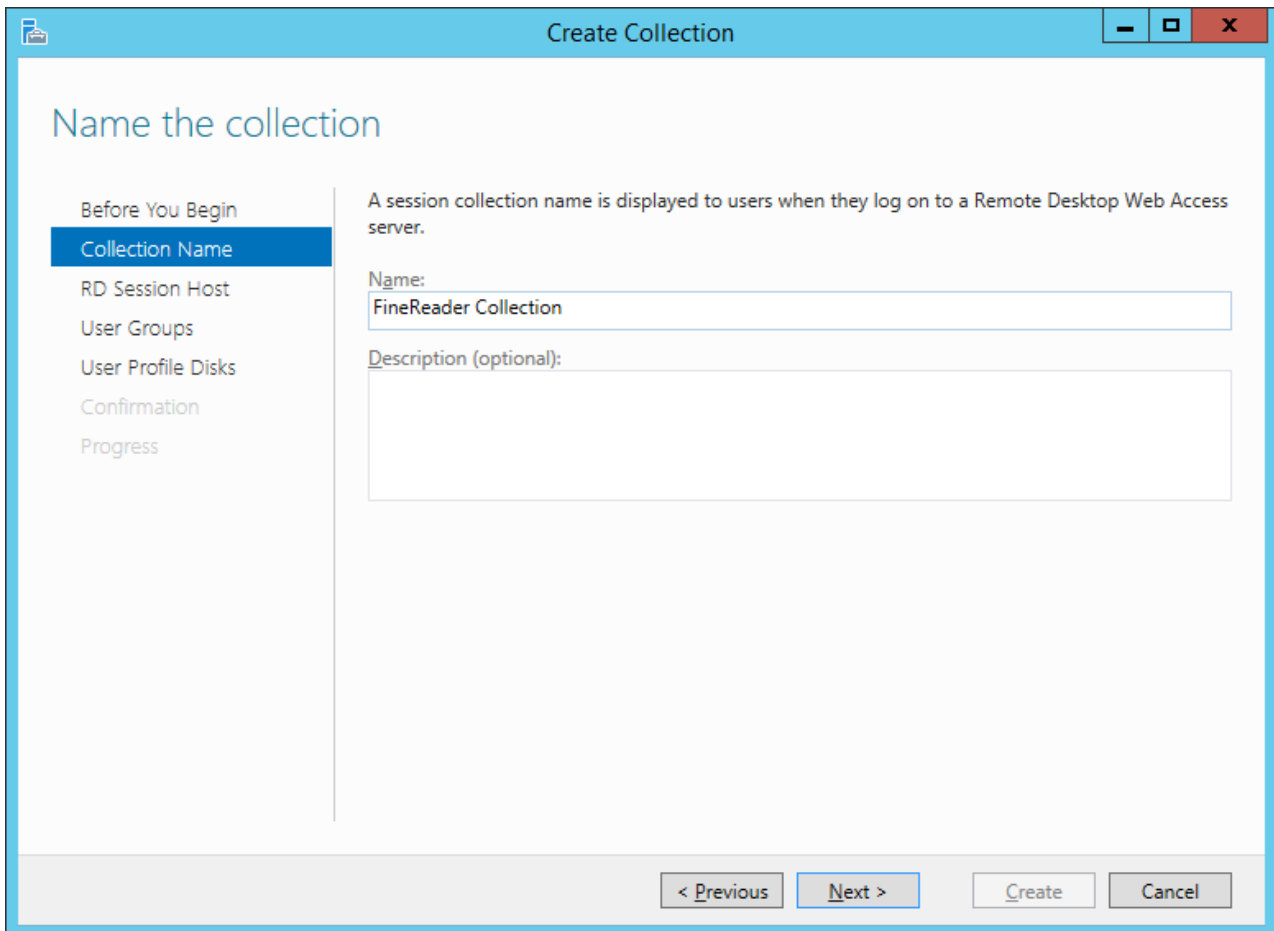 Create Collection
Name the collection
Before You Begin
Collection Name
RD Session Host
User Groups
User Profile Disks
Confirmation
Progress
A session collection name is displayed to users when they log on to a Remote Desktop Web Access
server.
Name:
FineReader Collection
Description (optional):
< Previous
Next >
Create
Cancel